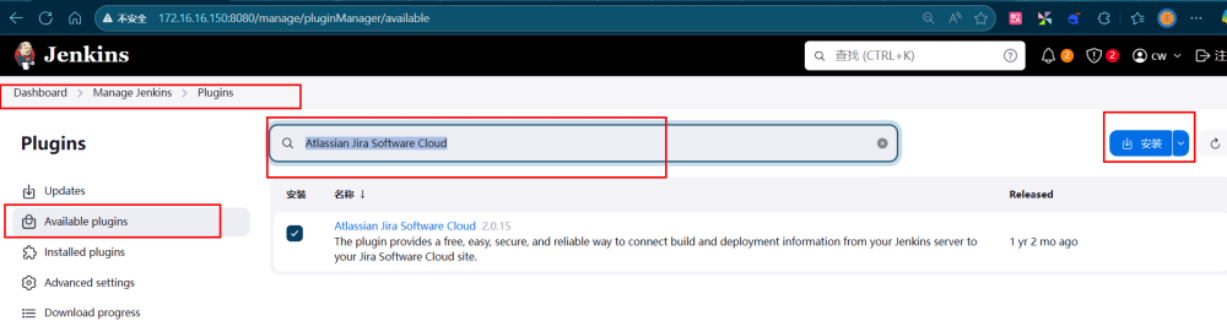 不安全 172.16.16.150:8080/manage/pluginManager/available
Jenkins
查找 (CTRL+K)
2
2
cw
注
Dashboard > Manage Jenkins > Plugins
Plugins
Atlassian Jira Software Cloud
安装
Updates
安装 名称 ↓ Released
Available plugins
Atlassian Jira Software Cloud 2.0.15
The plugin provides a free, easy, secure, and reliable way to connect build and deployment information from your Jenkins server to
your Jira Software Cloud site.
1 yr 2 mo ago
Installed plugins
Advanced settings
Download progress